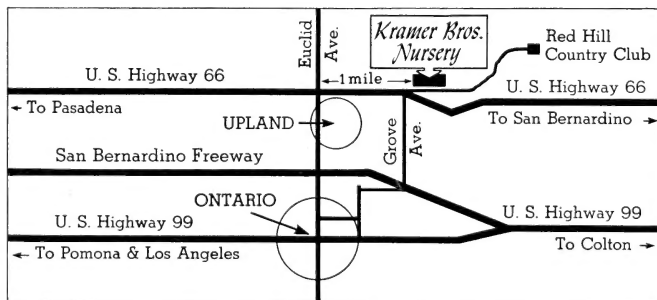 Euclid
Ave.
Kramer Bros.
Nursery
Red Hill
Country Club
1 mile
U. S. Highway 66
U. S. Highway 66
← To Pasadena
UPLAND
To San Bernardino →
Grove
Ave.
San Bernardino Freeway
ONTARIO
U. S. Highway 99
U. S. Highway 99
← To Pomona & Los Angeles
To Colton →